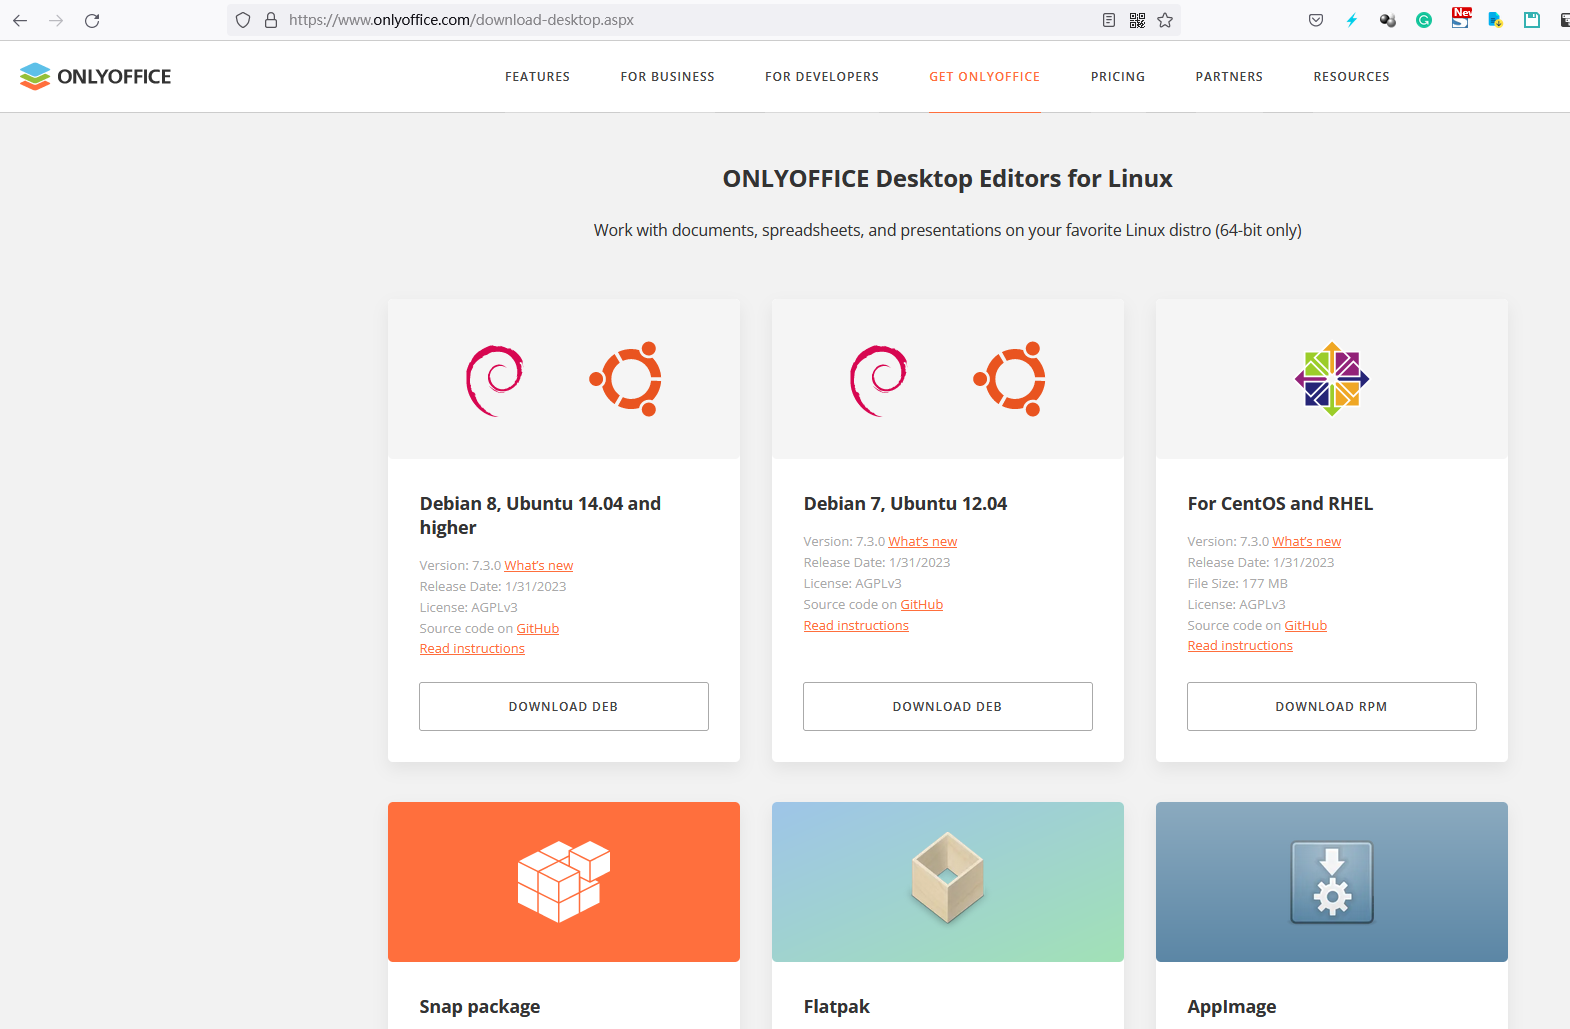 https://www.onlyoffice.com/download-desktop.aspx
New
ONLYOFFICE
FEATURES
FOR BUSINESS
FOR DEVELOPERS
GET ONLYOFFICE
PRICING
PARTNERS
RESOURCES
ONLYOFFICE Desktop Editors for Linux
Work with documents, spreadsheets, and presentations on your favorite Linux distro (64-bit only)
Debian 8, Ubuntu 14.04 and
higher
Version: 7.3.0 What's new
Release Date: 1/31/2023
License: AGPLv3
Source code on GitHub
Read instructions
DOWNLOAD DEB
Debian 7, Ubuntu 12.04
Version: 7.3.0 What's new
Release Date: 1/31/2023
License: AGPLv3
Source code on GitHub
Read instructions
DOWNLOAD DEB
For CentOS and RHEL
Version: 7.3.0 What's new
Release Date: 1/31/2023
File Size: 177 MB
License: AGPLv3
Source code on GitHub
Read instructions
DOWNLOAD RPM
Snap package
Flatpak
AppImage